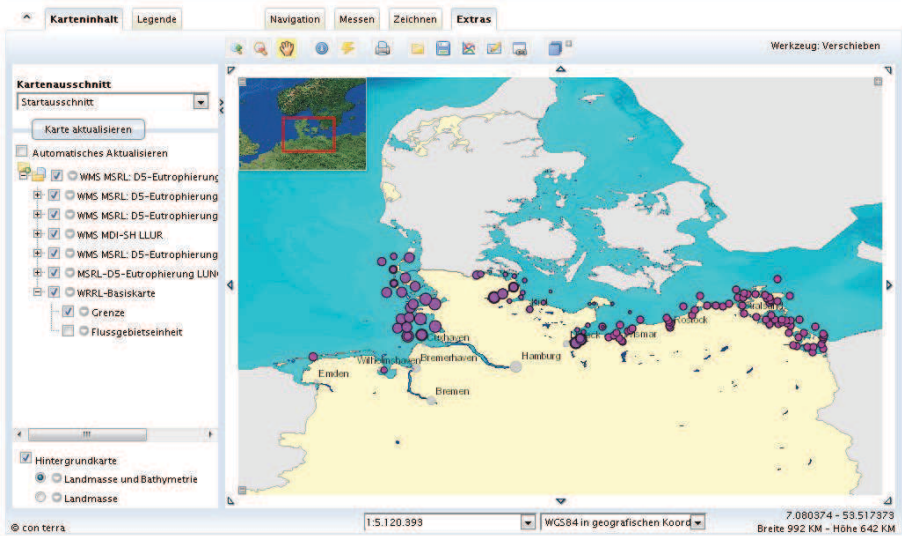 Karteninhalt Legende Navigation Messen Zeichnen Extras
Werkzeug: Verschieben
Kartenausschnitt
Startausschnitt
Karte aktualisieren
Automatisches Aktualisieren
WMS MSRL: D5-Eutrophierung
WMS MSRL: D5-Eutrophierung
WMS MSRL: D5-Eutrophierung
WMS MDI-SH LLUR
WMS MSRL: D5-Eutrophierung
MSRL-D5-Eutrophierung LUN
WRRL-Basiskarte
Grenze
Flussgebietseinheit
Hintergrundkarte
Landmasse und Bathymetrie
Landmasse
Kiel
Rostock
Cuxhaven
Wilhelmshaven
Bremerhaven
Hamburg
Emden
Bremen
© con terra
1:5.120.393
WGS84 in geografischen Koord
7.080374 - 53.517373
Breite 992 KM - Höhe 642 KM